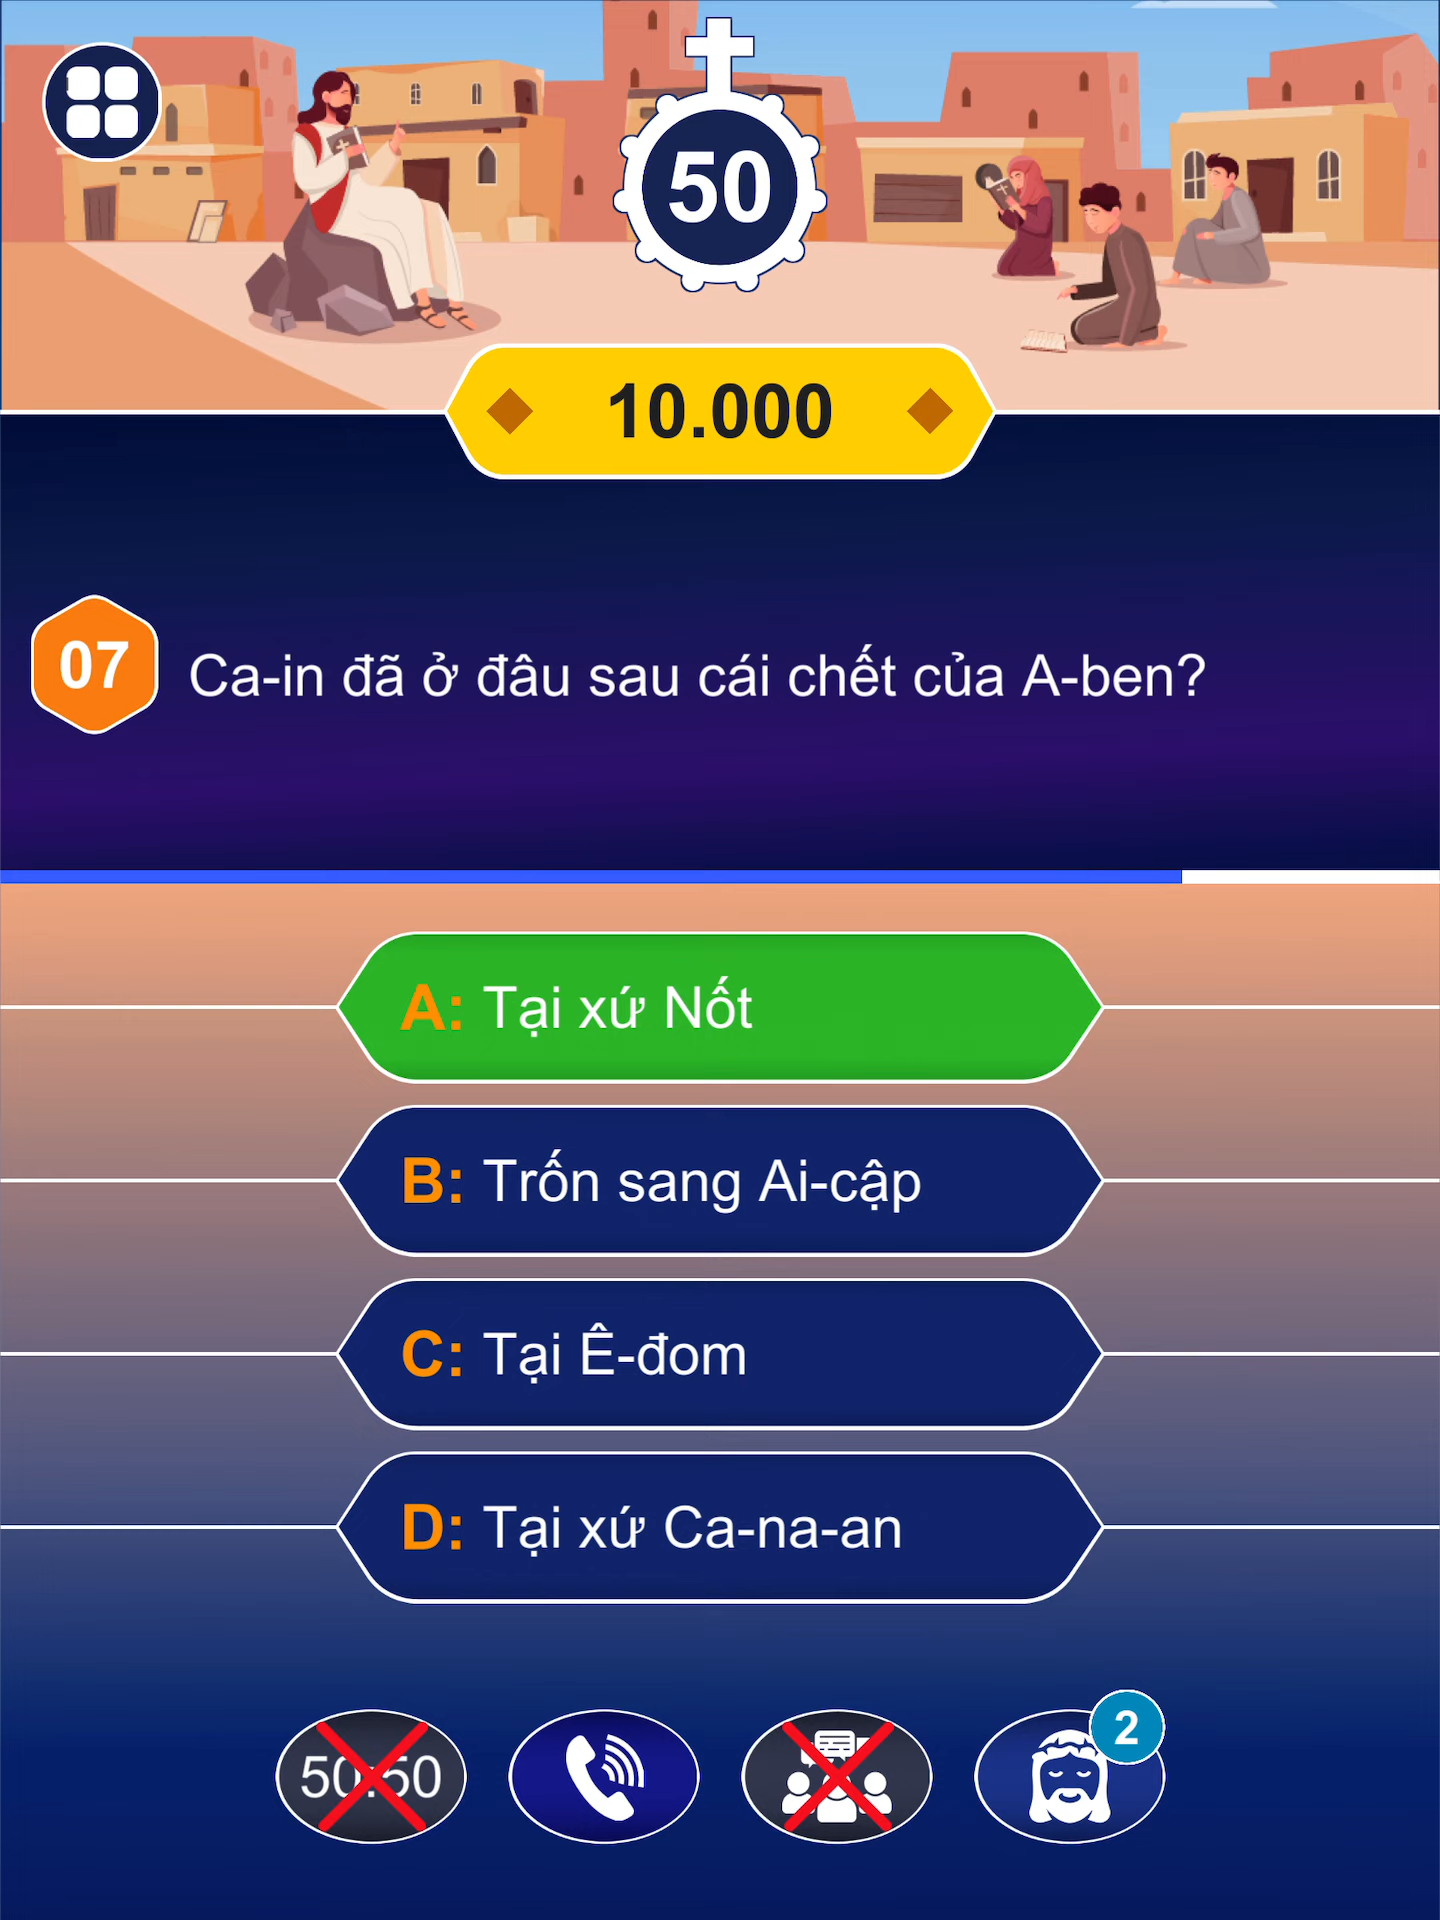 50
10.000
07
Ca-in đã ở đâu sau cái chết của A-ben?
A: Tại xứ Nốt
B: Trốn sang Ai-cập
C: Tại Ê-đom
D: Tại xứ Ca-na-an
50:50
2